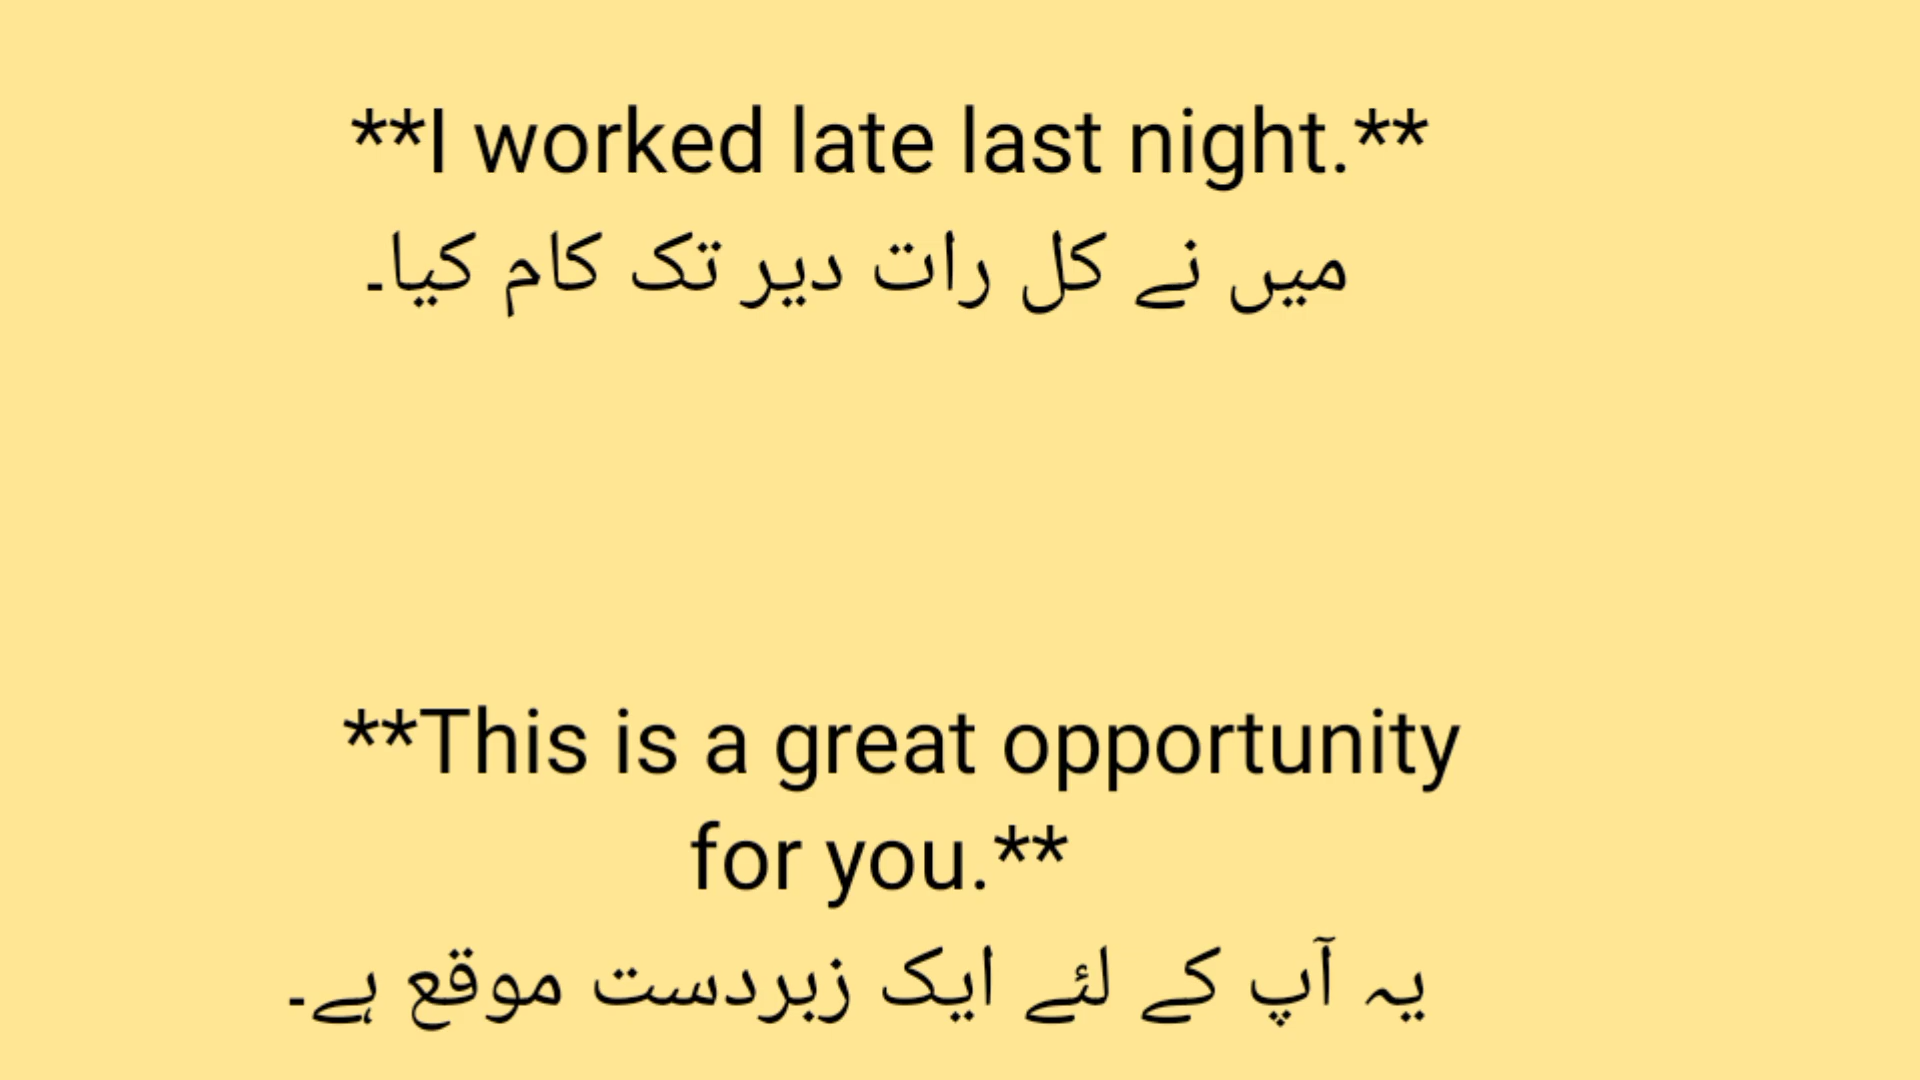 **I worked late last night.**
میں نے کل رات دیر تک کام کیا۔
**This is a great opportunity
for you.**
یہ آپ کے لئے ایک زبردست موقع ہے۔